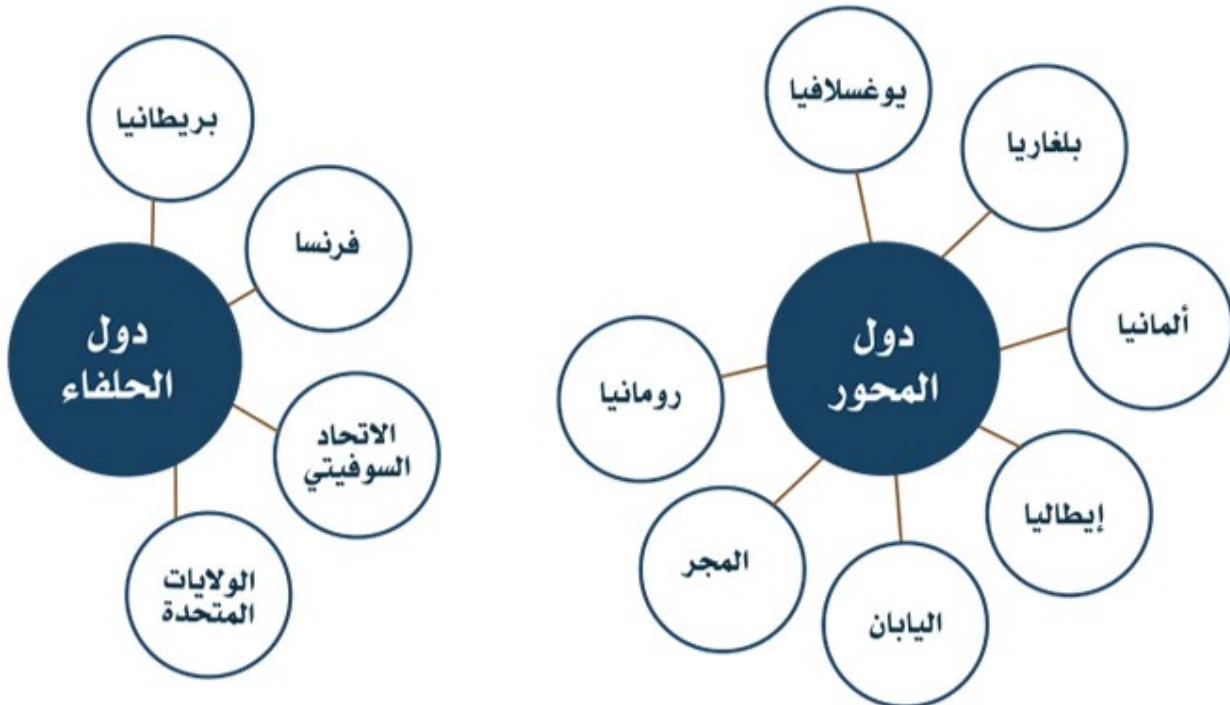 دول
المحور
يوغسلافيا
بلغاريا
ألمانيا
إيطاليا
اليابان
المجر
رومانيا
دول
الحلفاء
بريطانيا
فرنسا
الاتحاد
السوفيتي
الولايات
المتحدة